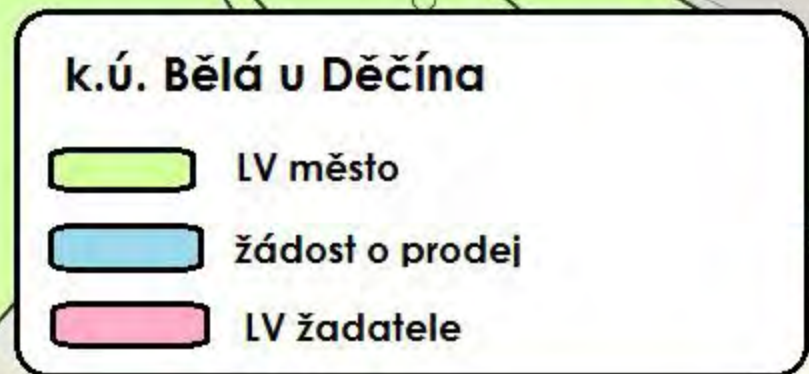 k.ú. Bělá u Děčína
LV město
žádost o prodej
LV žadatele